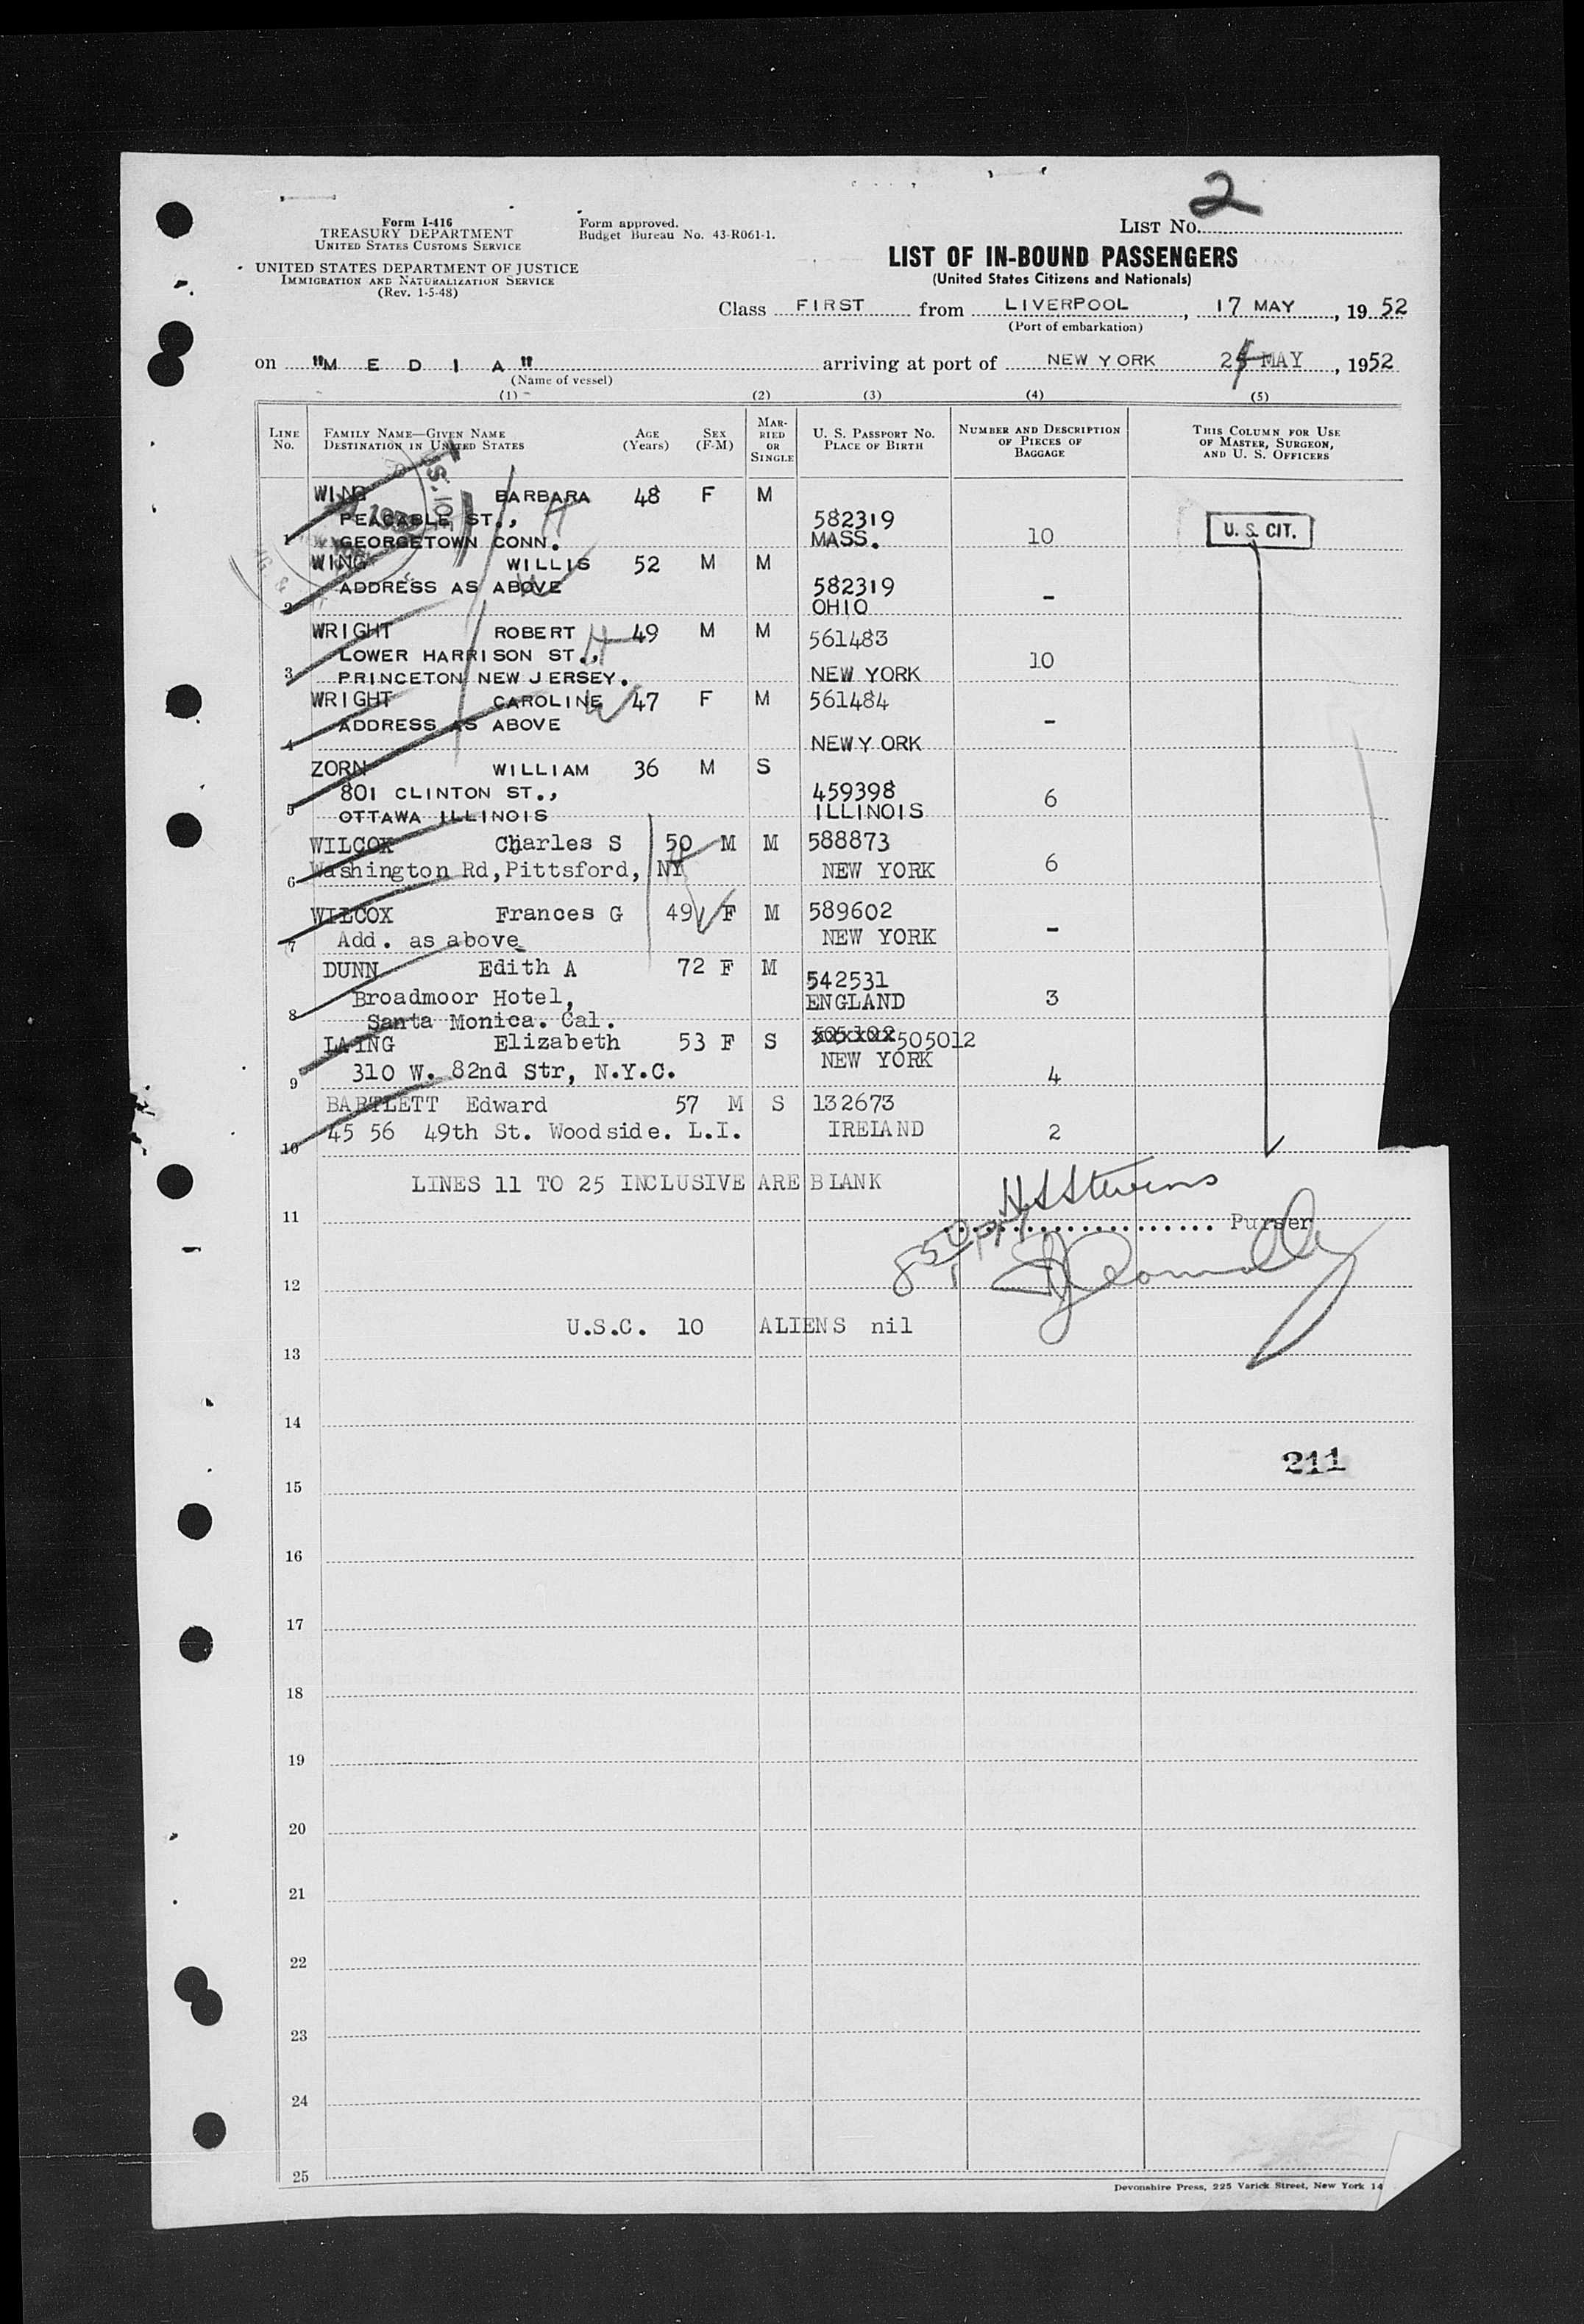 2
Form I-416
TREASURY DEPARTMENT
UNITED STATES CUSTOMS SERVICE
Form approved.
Budget Bureau No. 43-R061-1.
LIST No.
UNITED STATES DEPARTMENT OF JUSTICE
IMMIGRATION AND NATURALIZATION SERVICE
(Rev. 1-5-48)
LIST OF IN-BOUND PASSENGERS
(United States Citizens and Nationals)
Class FIRST from LIVERPOOL, 17 MAY, 1952
(Port of embarkation)
on "M E D I A" arriving at port of NEW YORK MAY, 1952
(Name of vessel)
(1) (2) (3) (4) (5)
LINE No. FAMILY NAME—GIVEN NAME DESTINATION IN UNITED STATES AGE (Years) SEX (F-M) MARRIED OR SINGLE U. S. PASSPORT No. PLACE OF BIRTH NUMBER AND DESCRIPTION OF PIECES OF BAGGAGE THIS COLUMN FOR USE OF MASTER, SURGEON, AND U. S. OFFICERS
WING BARBARA 48 F M
PEACABLE ST., 582319
1 GEORGETOWN CONN. MASS. 10 U. S. CIT.
WING WILLIS 52 M M
ADDRESS AS ABOVE 582319
2 OHIO -
WRIGHT ROBERT 49 M M 561483
LOWER HARRISON ST.,
3 PRINCETON NEW JERSEY. NEW YORK 10
WRIGHT CAROLINE 47 F M 561484
ADDRESS AS ABOVE -
4 NEW YORK
ZORN WILLIAM 36 M S
801 CLINTON ST., 459398
5 OTTAWA ILLINOIS ILLINOIS 6
WILCOX Charles S 50 M M 588873
6 Washington Rd, Pittsford, NY NEW YORK 6
WILCOX Frances G 49 F M 589602
7 Add. as above NEW YORK -
DUNN Edith A 72 F M 542531
8 Broadmoor Hotel, ENGLAND 3
Santa Monica. Cal.
LAING Elizabeth 53 F S 505012
9 310 W. 82nd Str, N.Y.C. NEW YORK 4
BARTLETT Edward 57 M S 132673
10 45 56 49th St. Woodside. L.I. IRELAND 2
LINES 11 TO 25 INCLUSIVE ARE BLANK
H S Stevens
11 Purser
12
U.S.C. 10 ALIENS nil
13
14
211
15
16
17
18
19
20
21
22
23
24
25
Devonshire Press, 225 Varick Street, New York 14